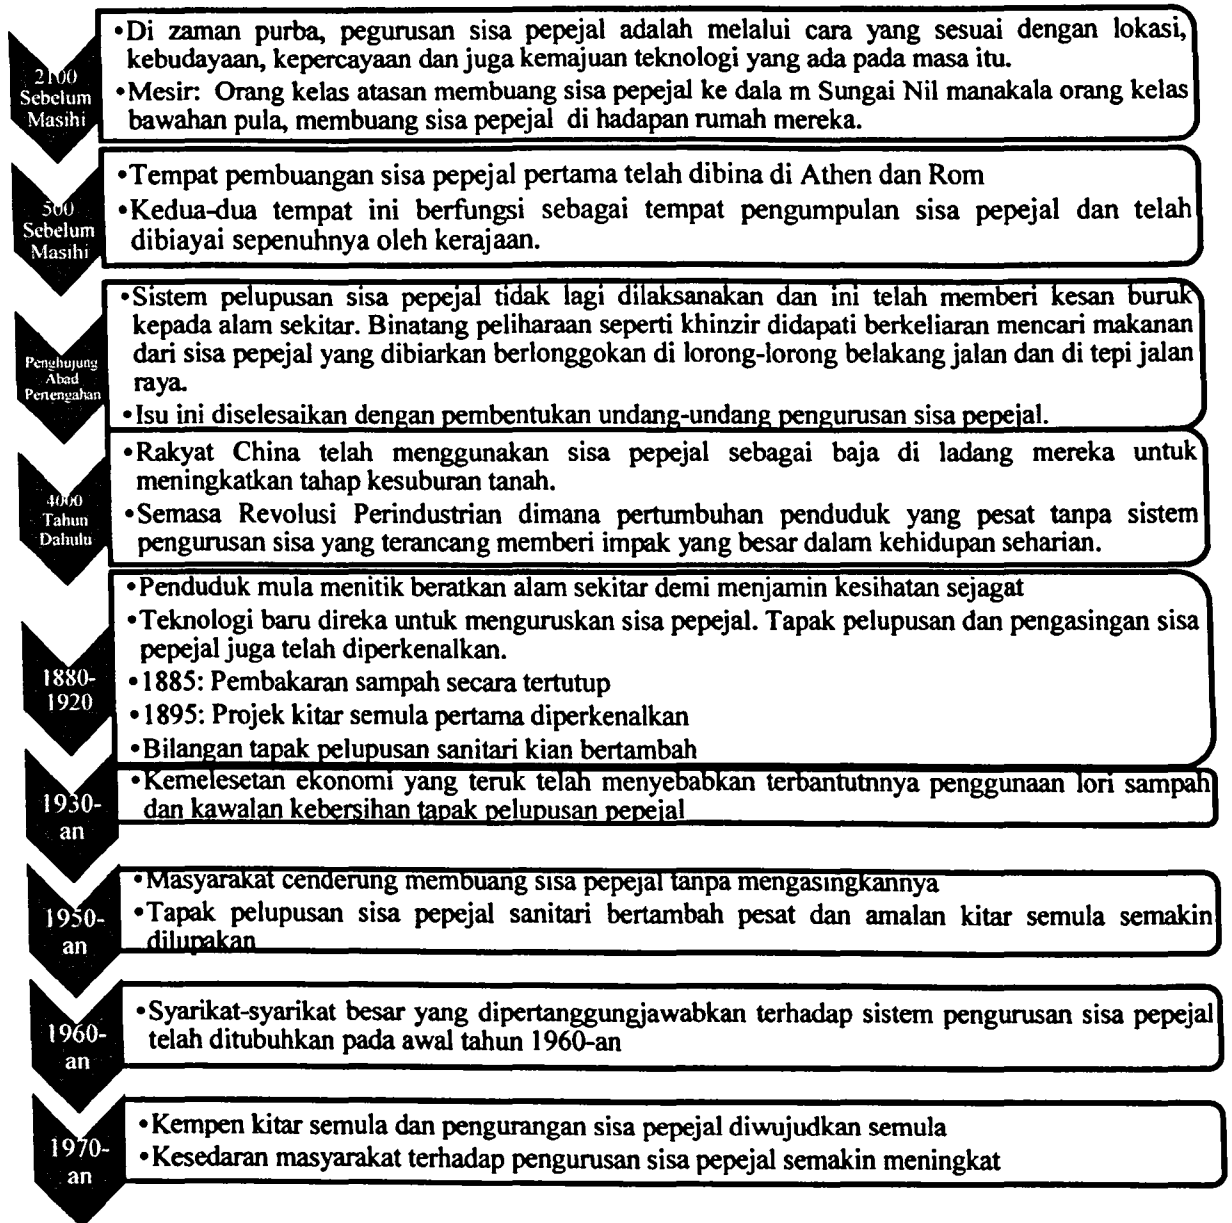 2100
Sebelum
Masihi
•Di zaman purba, pegurusan sisa pepejal adalah melalui cara yang sesuai dengan lokasi,
kebudayaan, kepercayaan dan juga kemajuan teknologi yang ada pada masa itu.
•Mesir: Orang kelas atasan membuang sisa pepejal ke dala m Sungai Nil manakala orang kelas
bawahan pula, membuang sisa pepejal di hadapan rumah mereka.
500
Sebelum
Masihi
•Tempat pembuangan sisa pepejal pertama telah dibina di Athen dan Rom
•Kedua-dua tempat ini berfungsi sebagai tempat pengumpulan sisa pepejal dan telah
dibiayai sepenuhnya oleh kerajaan.
Penghujung
Abad
Pertengahan
•Sistem pelupusan sisa pepejal tidak lagi dilaksanakan dan ini telah memberi kesan buruk
kepada alam sekitar. Binatang peliharaan seperti khinzir didapati berkeliaran mencari makanan
dari sisa pepejal yang dibiarkan berlonggokan di lorong-lorong belakang jalan dan di tepi jalan
raya.
•Isu ini diselesaikan dengan pembentukan undang-undang pengurusan sisa pepejal.
4000
Tahun
Dahulu
•Rakyat China telah menggunakan sisa pepejal sebagai baja di ladang mereka untuk
meningkatkan tahap kesuburan tanah.
•Semasa Revolusi Perindustrian dimana pertumbuhan penduduk yang pesat tanpa sistem
pengurusan sisa yang terancang memberi impak yang besar dalam kehidupan seharian.
1880-
1920
•Penduduk mula menitik beratkan alam sekitar demi menjamin kesihatan sejagat
•Teknologi baru direka untuk menguruskan sisa pepejal. Tapak pelupusan dan pengasingan sisa
pepejal juga telah diperkenalkan.
•1885: Pembakaran sampah secara tertutup
•1895: Projek kitar semula pertama diperkenalkan
•Bilangan tapak pelupusan sanitari kian bertambah
1930-
an
•Kemelesetan ekonomi yang teruk telah menyebabkan terbantutnnya penggunaan lori sampah
dan kawalan kebersihan tapak pelupusan pepejal
1950-
an
•Masyarakat cenderung membuang sisa pepejal tanpa mengasingkannya
•Tapak pelupusan sisa pepejal sanitari bertambah pesat dan amalan kitar semula semakin
dilupakan
1960-
an
•Syarikat-syarikat besar yang dipertanggungjawabkan terhadap sistem pengurusan sisa pepejal
telah ditubuhkan pada awal tahun 1960-an
1970-
an
•Kempen kitar semula dan pengurangan sisa pepejal diwujudkan semula
•Kesedaran masyarakat terhadap pengurusan sisa pepejal semakin meningkat